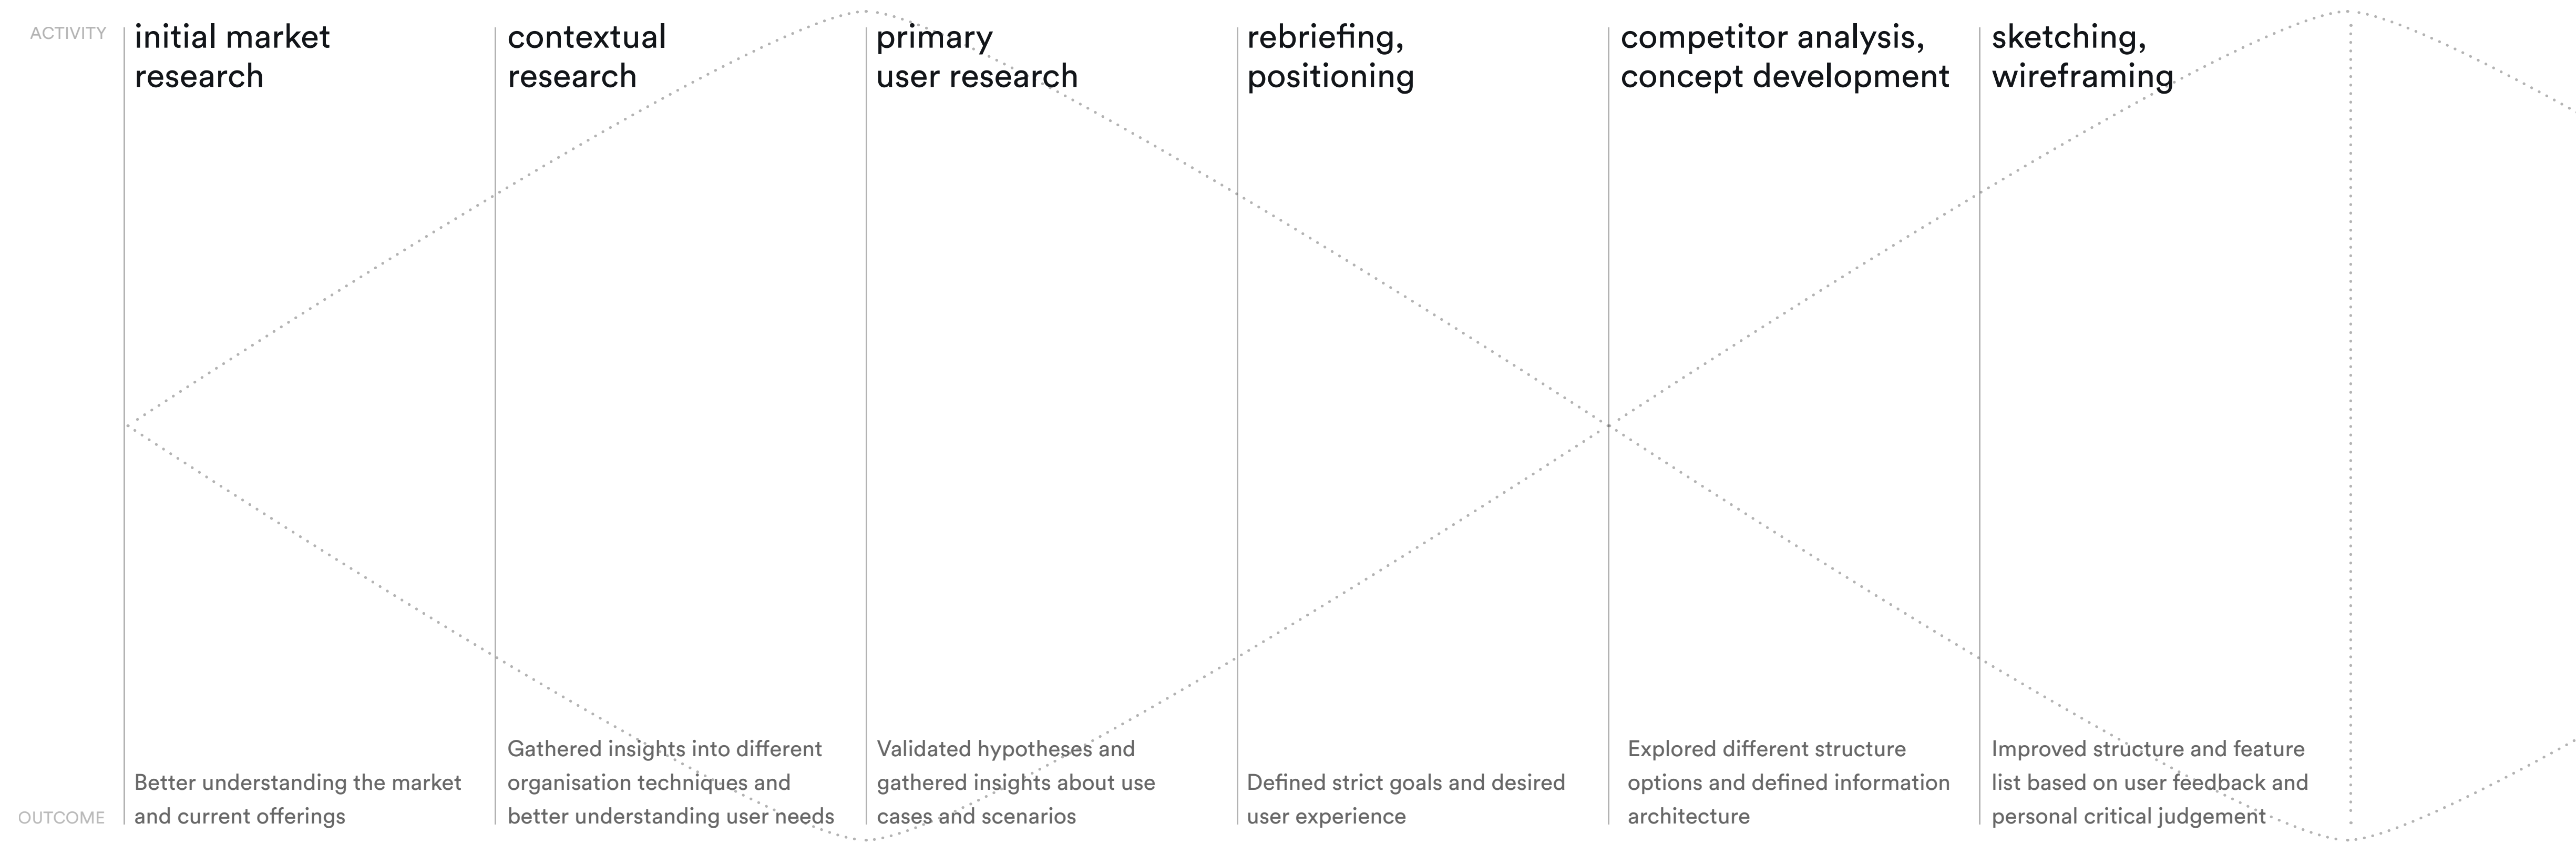 ACTIVITY
initial market
research
contextual
research
primary
user research
rebriefing,
positioning
competitor analysis,
concept development
sketching,
wireframing
OUTCOME
Better understanding the market
and current offerings
Gathered insights into different
organisation techniques and
better understanding user needs
Validated hypotheses and
gathered insights about use
cases and scenarios
Defined strict goals and desired
user experience
Explored different structure
options and defined information
architecture
Improved structure and feature
list based on user feedback and
personal critical judgement